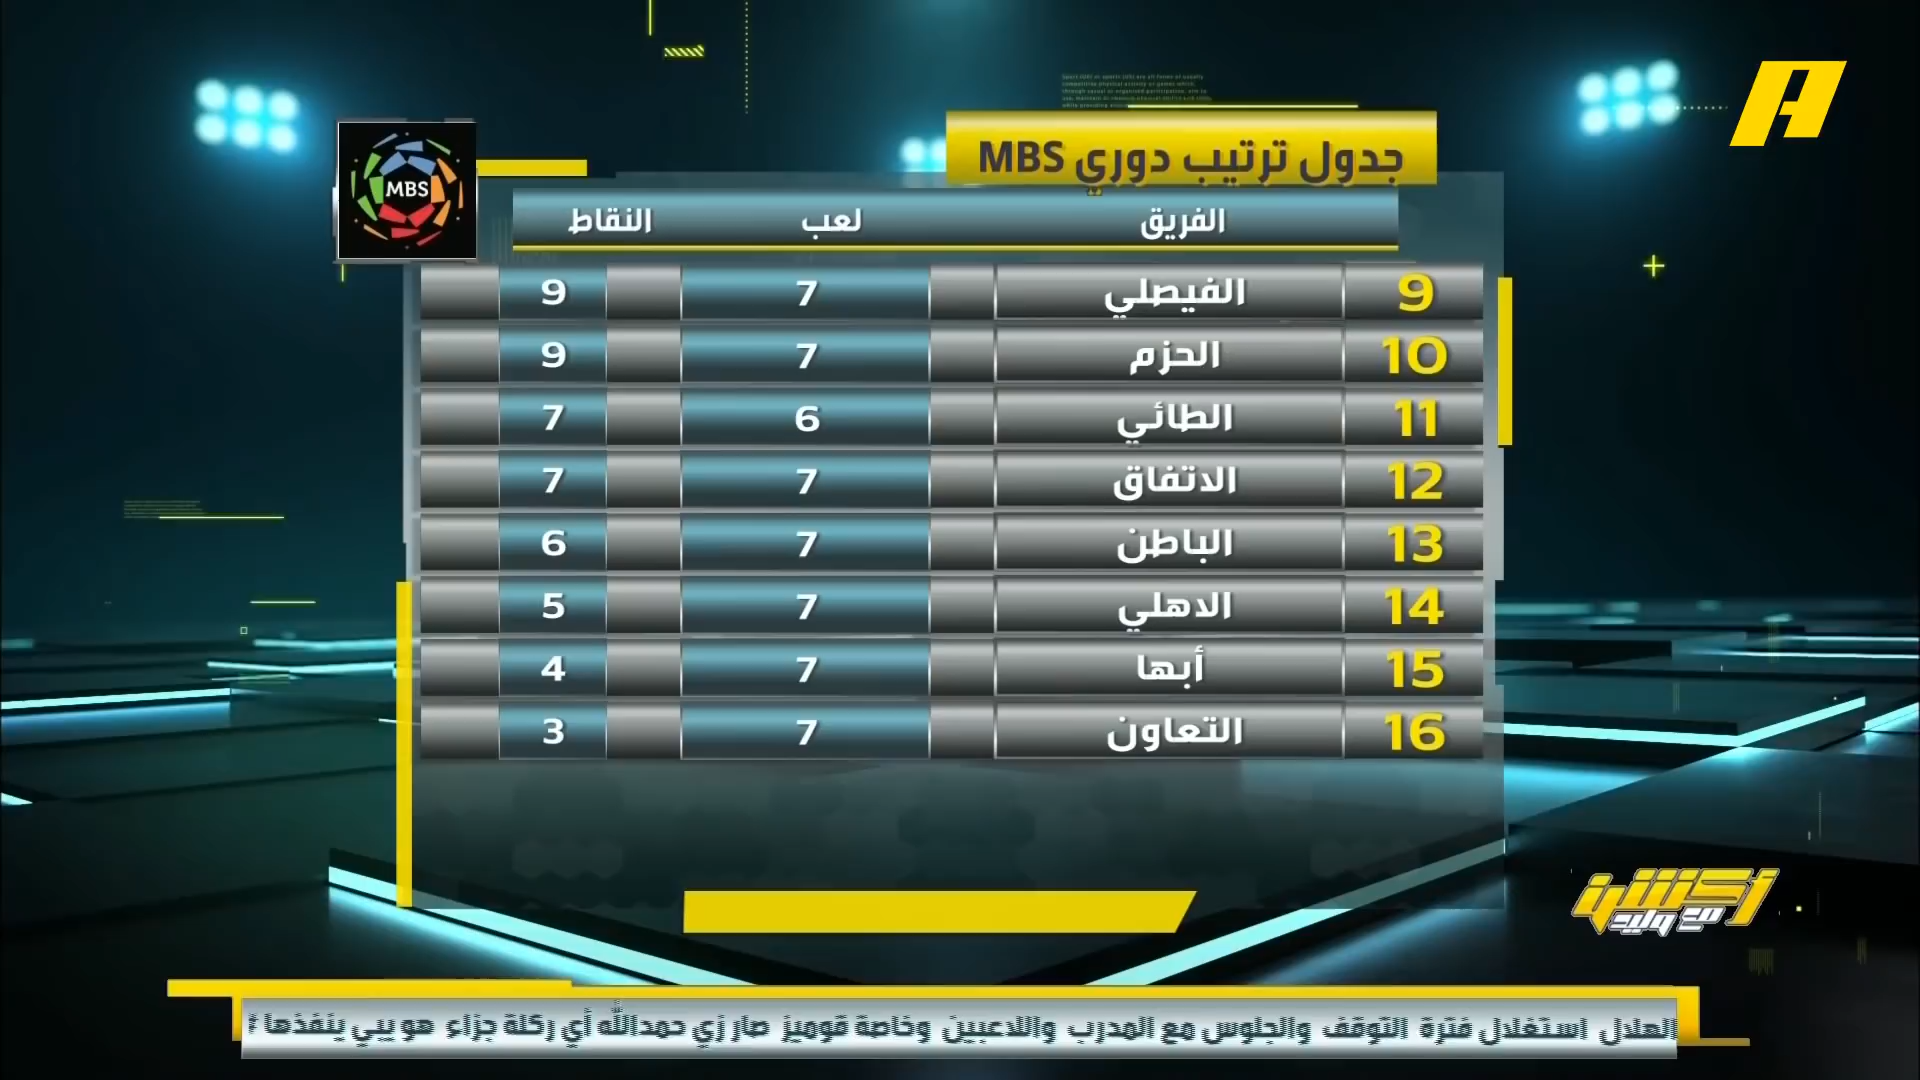 جدول ترتيب دوري MBS
MBS
الفريق لعب النقاط
9 الفيصلي 7 9
10 الحزم 7 9
11 الطائي 6 7
12 الاتفاق 7 7
13 الباطن 7 6
14 الاهلي 7 5
15 أبها 7 4
16 التعاون 7 3
أكشن
مع وليد
الهلال استغلال فترة التوقف والجلوس مع المدرب واللاعبين وخاصة قوميز صار زي حمدالله أي ركلة جزاء هو يبي ينفذها